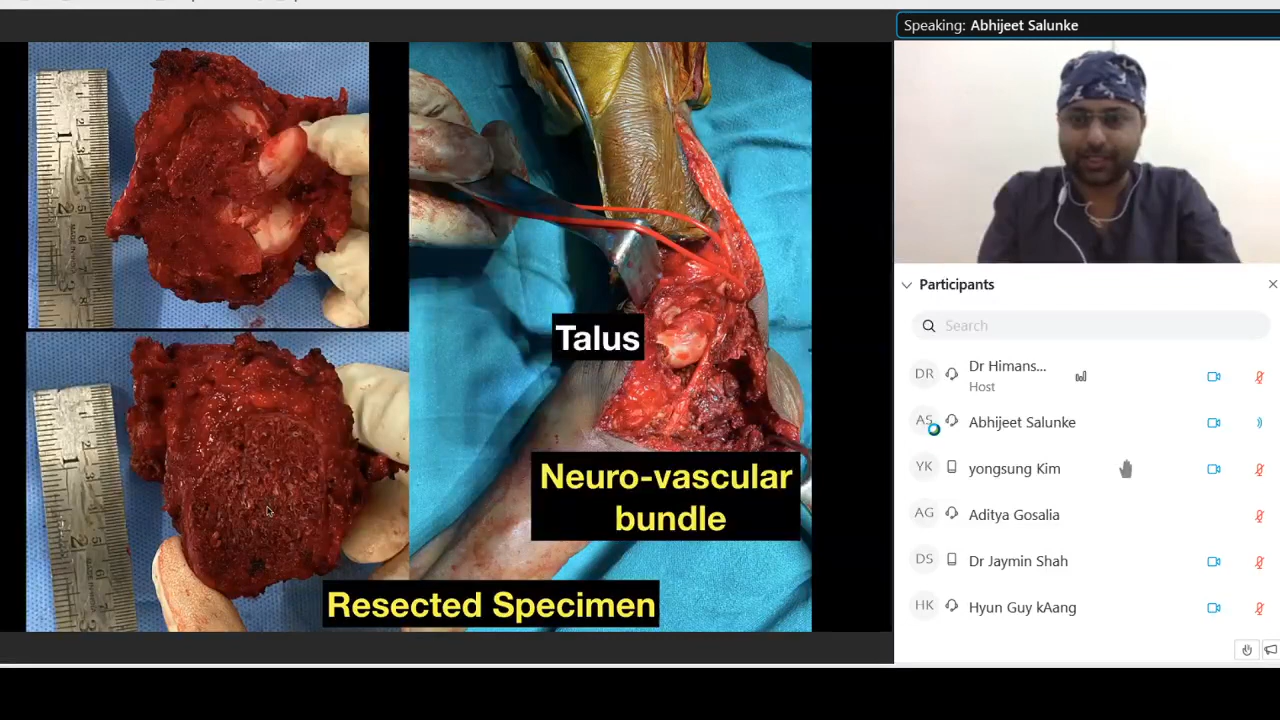 Speaking: Abhijeet Salunke
Talus
Neuro-vascular
bundle
Resected Specimen
Participants
Search
DR
Dr Himans...
Host
AS
Abhijeet Salunke
YK
yongsung Kim
AG
Aditya Gosalia
DS
Dr Jaymin Shah
HK
Hyun Guy kAang